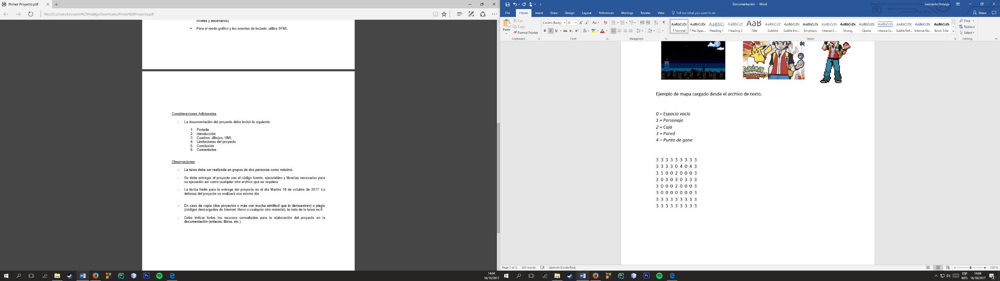 Primer Proyecto.pdf
file:///C:/Users/Leonardo%20Hidalgo/Downloads/Primer%20Proyecto.pdf
niveles y escenarios)
• Para el modo gráfico y los eventos de teclado, utilice SFML
Consideraciones Adicionales
- La documentación del proyecto debe incluir lo siguiente:
1. Portada
2. Introducción
3. Cuadros, dibujos, UML
4. Limitaciones del proyecto
5. Conclusión
6. Comentarios
Observaciones
- La tarea debe ser realizada en grupos de dos personas como máximo.
- Se debe entregar el proyecto con el código fuente, ejecutables y librerías necesarias para
su ejecución así como cualquier otro archivo que se requiera.
- La fecha límite para la entrega del proyecto es el día Martes 10 de octubre de 2017. La
defensa del proyecto se realizará ese mismo día
- En caso de copia (dos proyectos o más con mucha similitud que lo demuestren) o plagio
(códigos descargados de Internet, libros o cualquier otro material), la nota de la tarea es 0.
- Debe indicar todos los recursos consultados para le elaboración del proyecto en la
documentación (enlaces, libros, etc.).
14:04
16/10/2017
Documentación - Word
Leonardo Hidalgo
File Home Insert Draw Design Layout References Mailings Review View Tell me what you want to do
Share
Paste
Cut
Copy
Format Painter
Clipboard
Calibri (Body) 12
Font
Paragraph
AaBbCcDc AaBbCcDc AaBbC AaBbCcE AaB AaBbCcD AaBbCcDc AaBbCcDc AaBbCcDc AaBbCcDc AaBbCcDc AaBbCcDc AaBbCcDc AaBbCcDc AaBbCcDc
¶ Normal ¶ No Spac... Heading 1 Heading 2 Title Subtitle Subtle Em... Emphasis Intense E... Strong Quote Intense Q... Subtle Ref... Intense Re... Book Title
Styles
Find
Replace
Select
Editing
POKéMON
Ejemplo de mapa cargado desde el archivo de texto.
0 = Espacio vacío
1 = Personaje
2 = Caja
3 = Pared
4 = Punto de gane
3 3 3 3 3 3 3 3 3
3 3 3 3 0 4 0 4 3
3 1 0 0 2 0 0 0 3
3 0 3 0 3 0 3 3 3
3 0 0 0 2 0 0 0 3
3 0 0 0 0 0 0 0 3
3 3 3 3 3 3 3 3 3
3 3 3 3 3 3 3 3 3
Page 3 of 5 681 words Spanish (Costa Rica)
120 %
ESP
INTL
14:04
16/10/2017